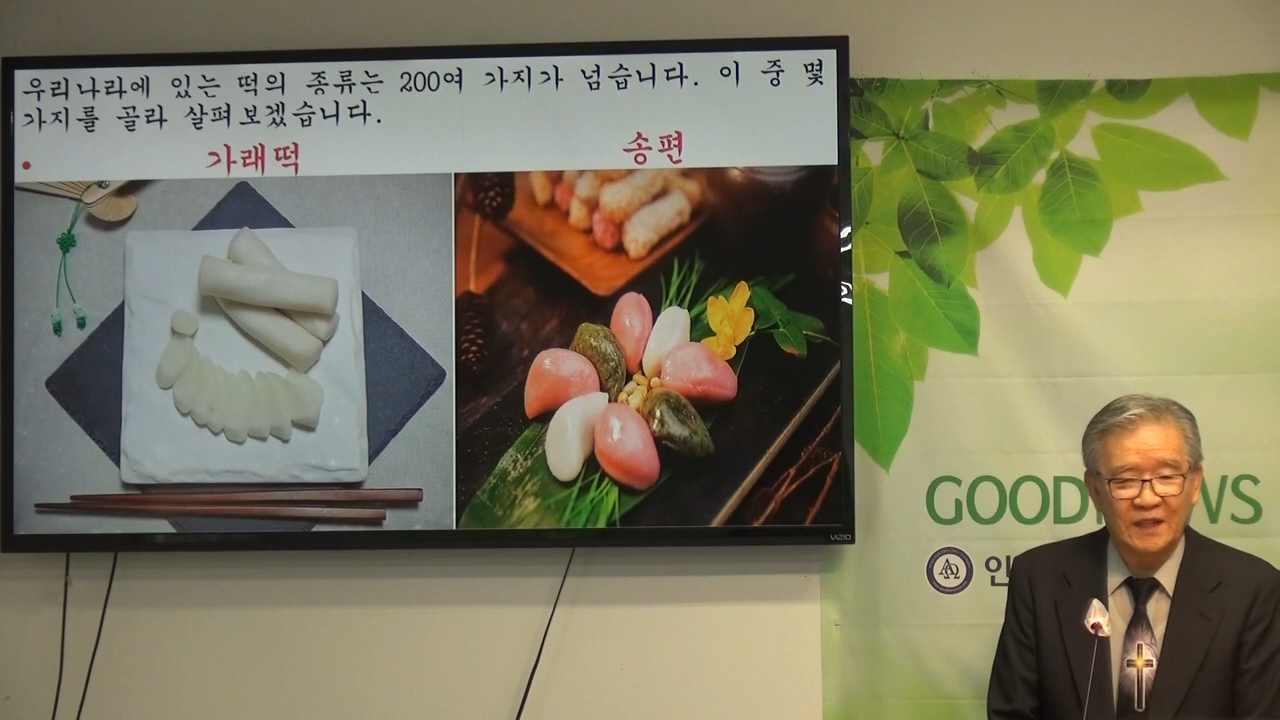 우리나라에 있는 떡의 종류는 200여 가지가 넘습니다. 이 중 몇
가지를 골라 살펴보겠습니다.
• 가래떡 송편
VIZIO
GOOD
WS
ΑΩ
인